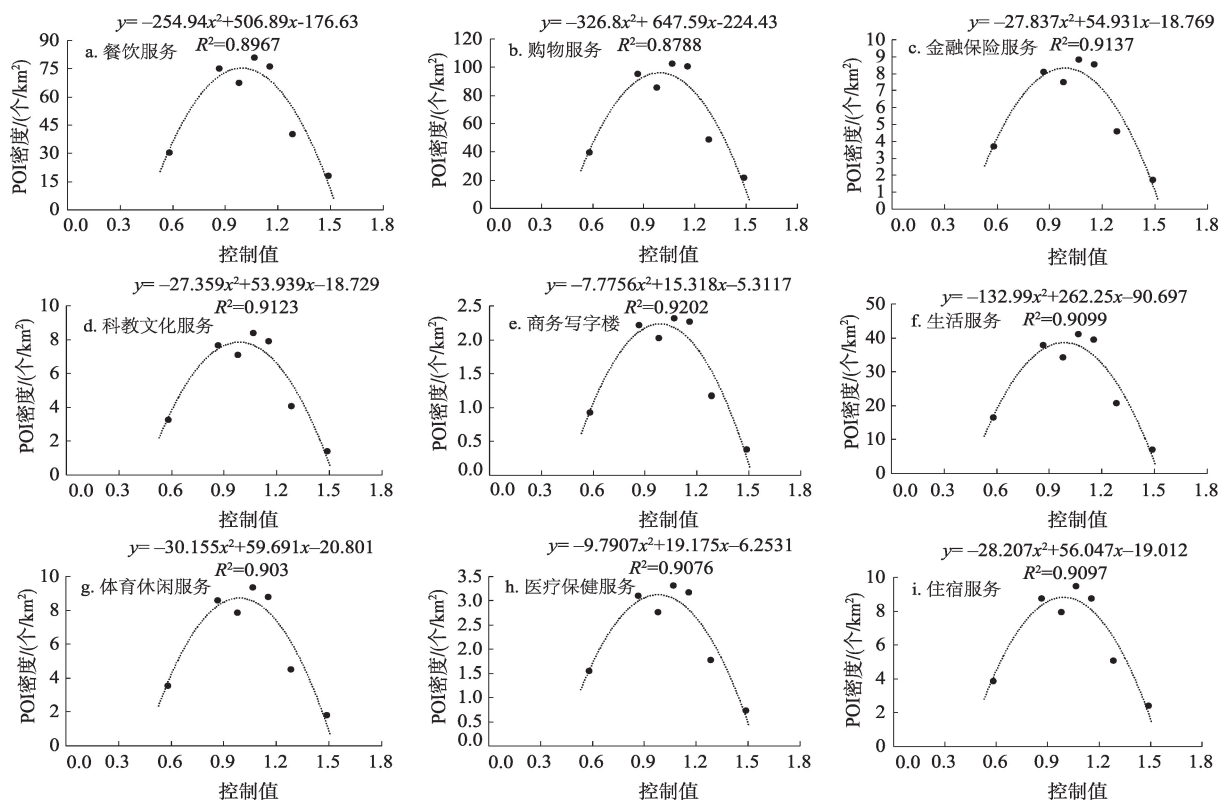 y= –254.94x²+506.89x-176.63
a. 餐饮服务 R²=0.8967
POI密度/(个/km²)
90
75
60
45
30
15
0
0.0 0.3 0.6 0.9 1.2 1.5 1.8
控制值
y= –326.8x²+ 647.59x-224.43
b. 购物服务 R²=0.8788
POI密度/(个/km²)
120
100
80
60
40
20
0
0.0 0.3 0.6 0.9 1.2 1.5 1.8
控制值
y= –27.837x²+54.931x–18.769
c. 金融保险服务 R²=0.9137
POI密度/(个/km²)
10
9
8
7
6
5
4
3
2
1
0
0.0 0.3 0.6 0.9 1.2 1.5 1.8
控制值
y= –27.359x²+53.939x–18.729
R²=0.9123
d. 科教文化服务
POI密度/(个/km²)
10
8
6
4
2
0
0.0 0.3 0.6 0.9 1.2 1.5 1.8
控制值
y= –7.7756x²+15.318x–5.3117
R²=0.9202
e. 商务写字楼
POI密度/(个/km²)
2.5
2.0
1.5
1.0
0.5
0.0
0.0 0.3 0.6 0.9 1.2 1.5 1.8
控制值
y= –132.99x²+262.25x–90.697
f. 生活服务 R²=0.9099
POI密度/(个/km²)
50
40
30
20
10
0
0.0 0.3 0.6 0.9 1.2 1.5 1.8
控制值
y= –30.155x²+59.691x–20.801
R²=0.903
g. 体育休闲服务
POI密度/(个/km²)
10
8
6
4
2
0
0.0 0.3 0.6 0.9 1.2 1.5 1.8
控制值
y= –9.7907x²+19.175x–6.2531
R²=0.9076
h. 医疗保健服务
POI密度/(个/km²)
3.5
3.0
2.5
2.0
1.5
1.0
0.5
0.0
0.0 0.3 0.6 0.9 1.2 1.5 1.8
控制值
y= –28.207x²+56.047x–19.012
R²=0.9097
i. 住宿服务
POI密度/(个/km²)
10
8
6
4
2
0
0.0 0.3 0.6 0.9 1.2 1.5 1.8
控制值